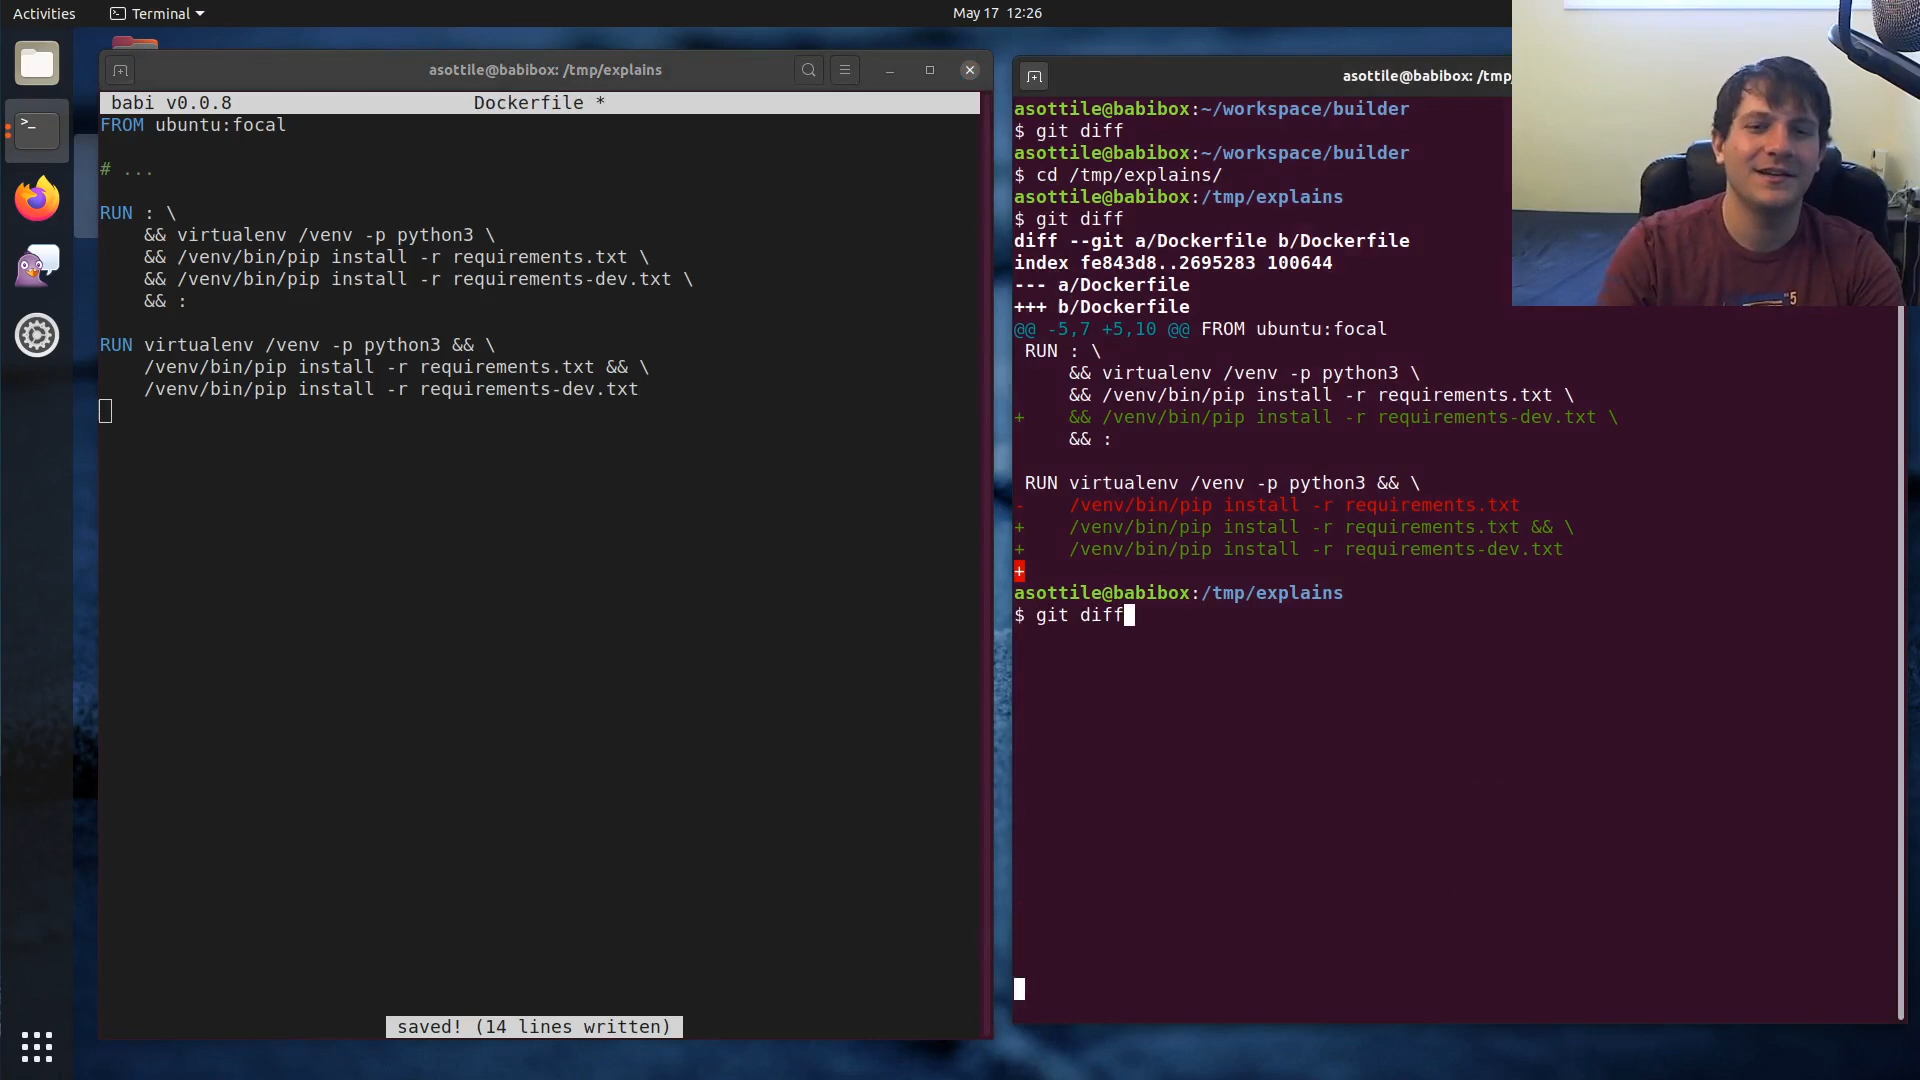 Activities
Terminal
May 17 12:26
asottile@babibox: /tmp/explains
babi v0.0.8 Dockerfile *
FROM ubuntu:focal
# ...
RUN : \
&& virtualenv /venv -p python3 \
&& /venv/bin/pip install -r requirements.txt \
&& /venv/bin/pip install -r requirements-dev.txt \
&& :
RUN virtualenv /venv -p python3 && \
/venv/bin/pip install -r requirements.txt && \
/venv/bin/pip install -r requirements-dev.txt
saved! (14 lines written)
asottile@babibox: /tmp
asottile@babibox:~/workspace/builder
$ git diff
asottile@babibox:~/workspace/builder
$ cd /tmp/explains/
asottile@babibox:/tmp/explains
$ git diff
diff --git a/Dockerfile b/Dockerfile
index fe843d8..2695283 100644
--- a/Dockerfile
+++ b/Dockerfile
@@ -5,7 +5,10 @@ FROM ubuntu:focal
RUN : \
&& virtualenv /venv -p python3 \
&& /venv/bin/pip install -r requirements.txt \
+ && /venv/bin/pip install -r requirements-dev.txt \
&& :
RUN virtualenv /venv -p python3 && \
- /venv/bin/pip install -r requirements.txt
+ /venv/bin/pip install -r requirements.txt && \
+ /venv/bin/pip install -r requirements-dev.txt
+
asottile@babibox:/tmp/explains
$ git diff